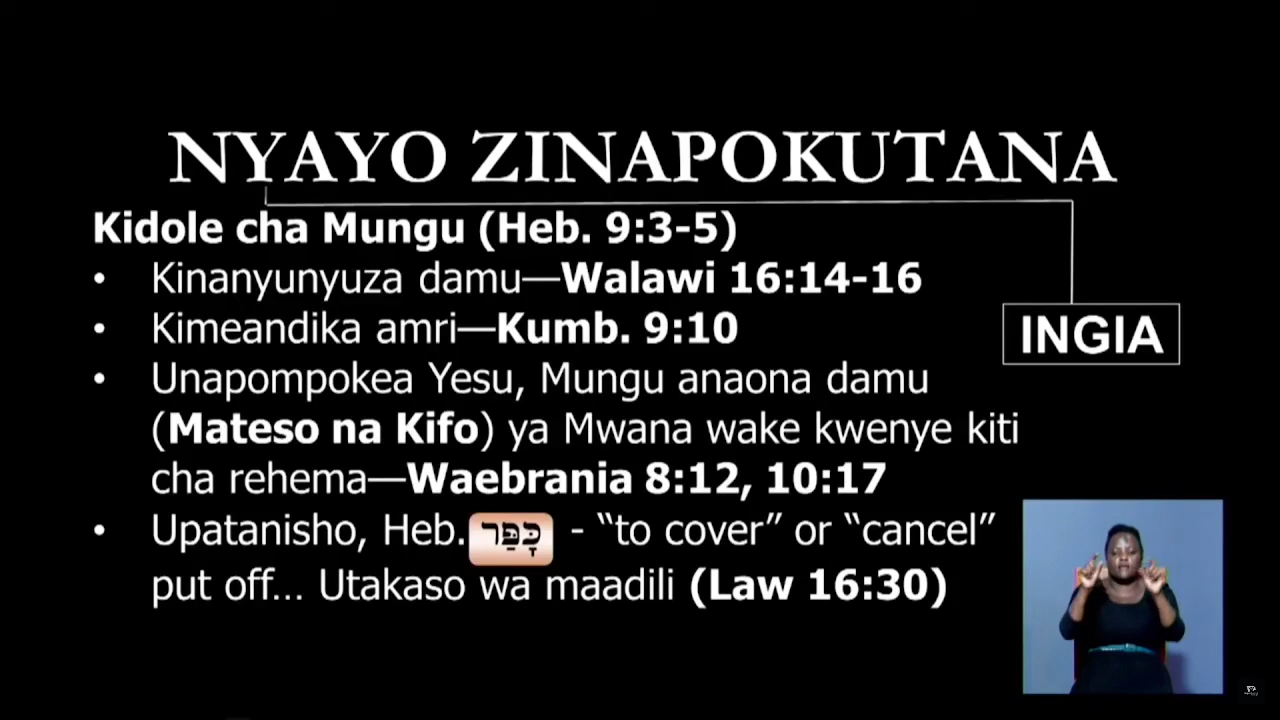 NYAYO ZINAPOKUTANA
Kidole cha Mungu (Heb. 9:3-5)
• Kinanyunyuza damu—Walawi 16:14-16
• Kimeandika amri—Kumb. 9:10
INGIA
• Unapompokea Yesu, Mungu anaona damu
(Mateso na Kifo) ya Mwana wake kwenye kiti
cha rehema—Waebrania 8:12, 10:17
• Upatanisho, Heb. כָּפַּר - “to cover” or “cancel”
put off... Utakaso wa maadili (Law 16:30)